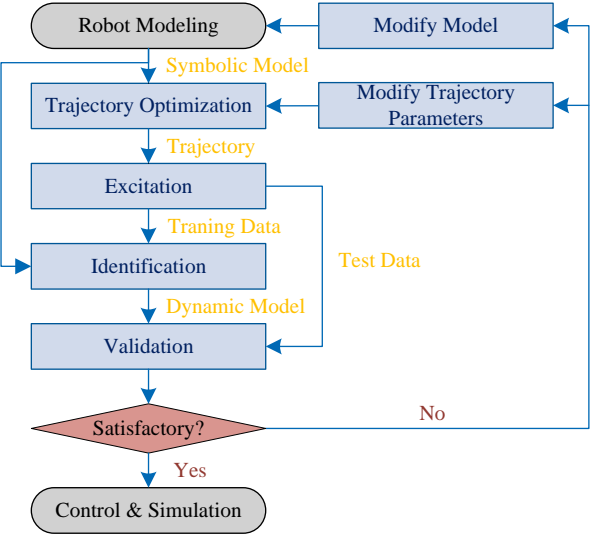 Robot Modeling
Modify Model
Symbolic Model
Trajectory Optimization
Modify Trajectory
Parameters
Trajectory
Excitation
Traning Data
Test Data
Identification
Dynamic Model
Validation
Satisfactory?
No
Yes
Control & Simulation